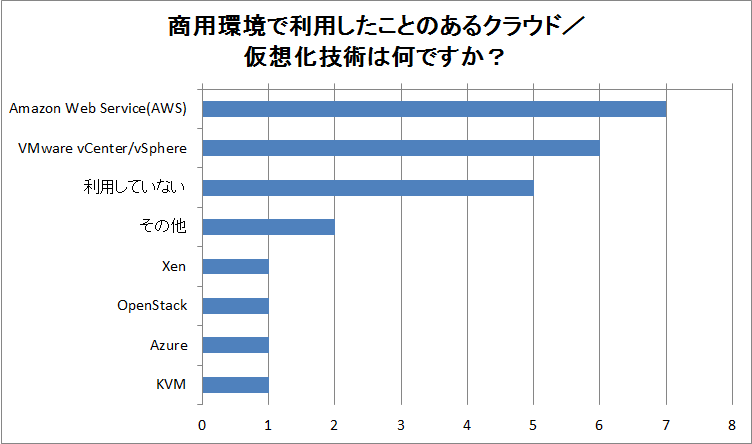 商用環境で利用したことのあるクラウド／
仮想化技術は何ですか？
Amazon Web Service(AWS)
VMware vCenter/vSphere
利用していない
その他
Xen
OpenStack
Azure
KVM
0 1 2 3 4 5 6 7 8